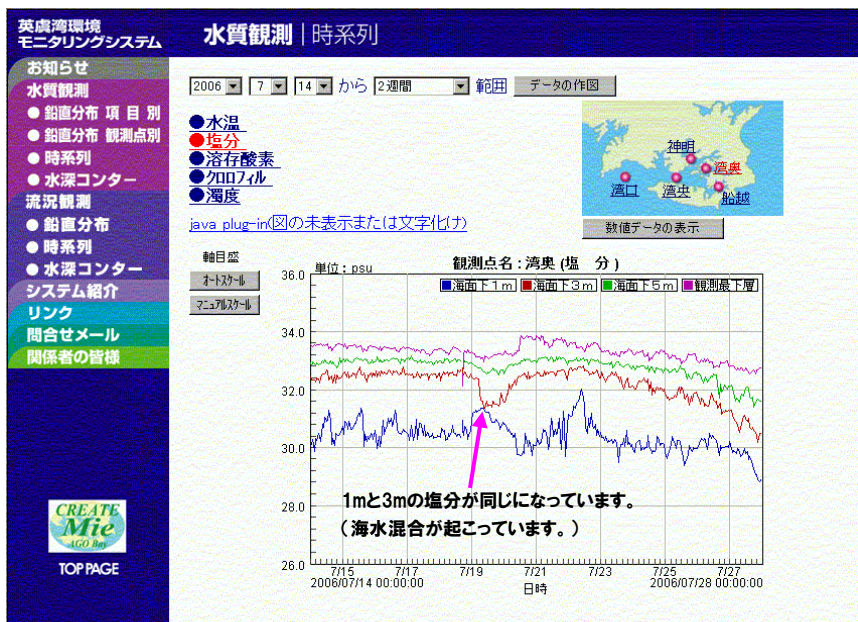 英虞湾環境
モニタリングシステム
水質観測|時系列
お知らせ
水質観測
● 鉛直分布 項 目 別
● 鉛直分布 観測点別
● 時系列
● 水深コンター
流況観測
● 鉛直分布
● 時系列
● 水深コンター
システム紹介
リンク
問合せメール
関係者の皆様
CREATE
Mie
AGO Bay
TOP PAGE
2006 7 14 から 2週間 範囲 データの作図
●水温
●塩分
●溶存酸素
●クロロフィル
●濁度
java plug-in(図の未表示または文字化け)
神明
湾奥
湾口
湾央
船越
数値データの表示
軸目盛
オートスケール
マニュアルスケール
単位:psu
観測点名:湾奥(塩 分)
海面下1m 海面下3m 海面下5m 観測最下層
36.0
34.0
32.0
30.0
28.0
26.0
1mと3mの塩分が同じになっています。
(海水混合が起こっています。)
7/15 7/17 7/19 7/21 7/23 7/25 7/27
2006/07/14 00:00:00 2006/07/28 00:00:00
日時